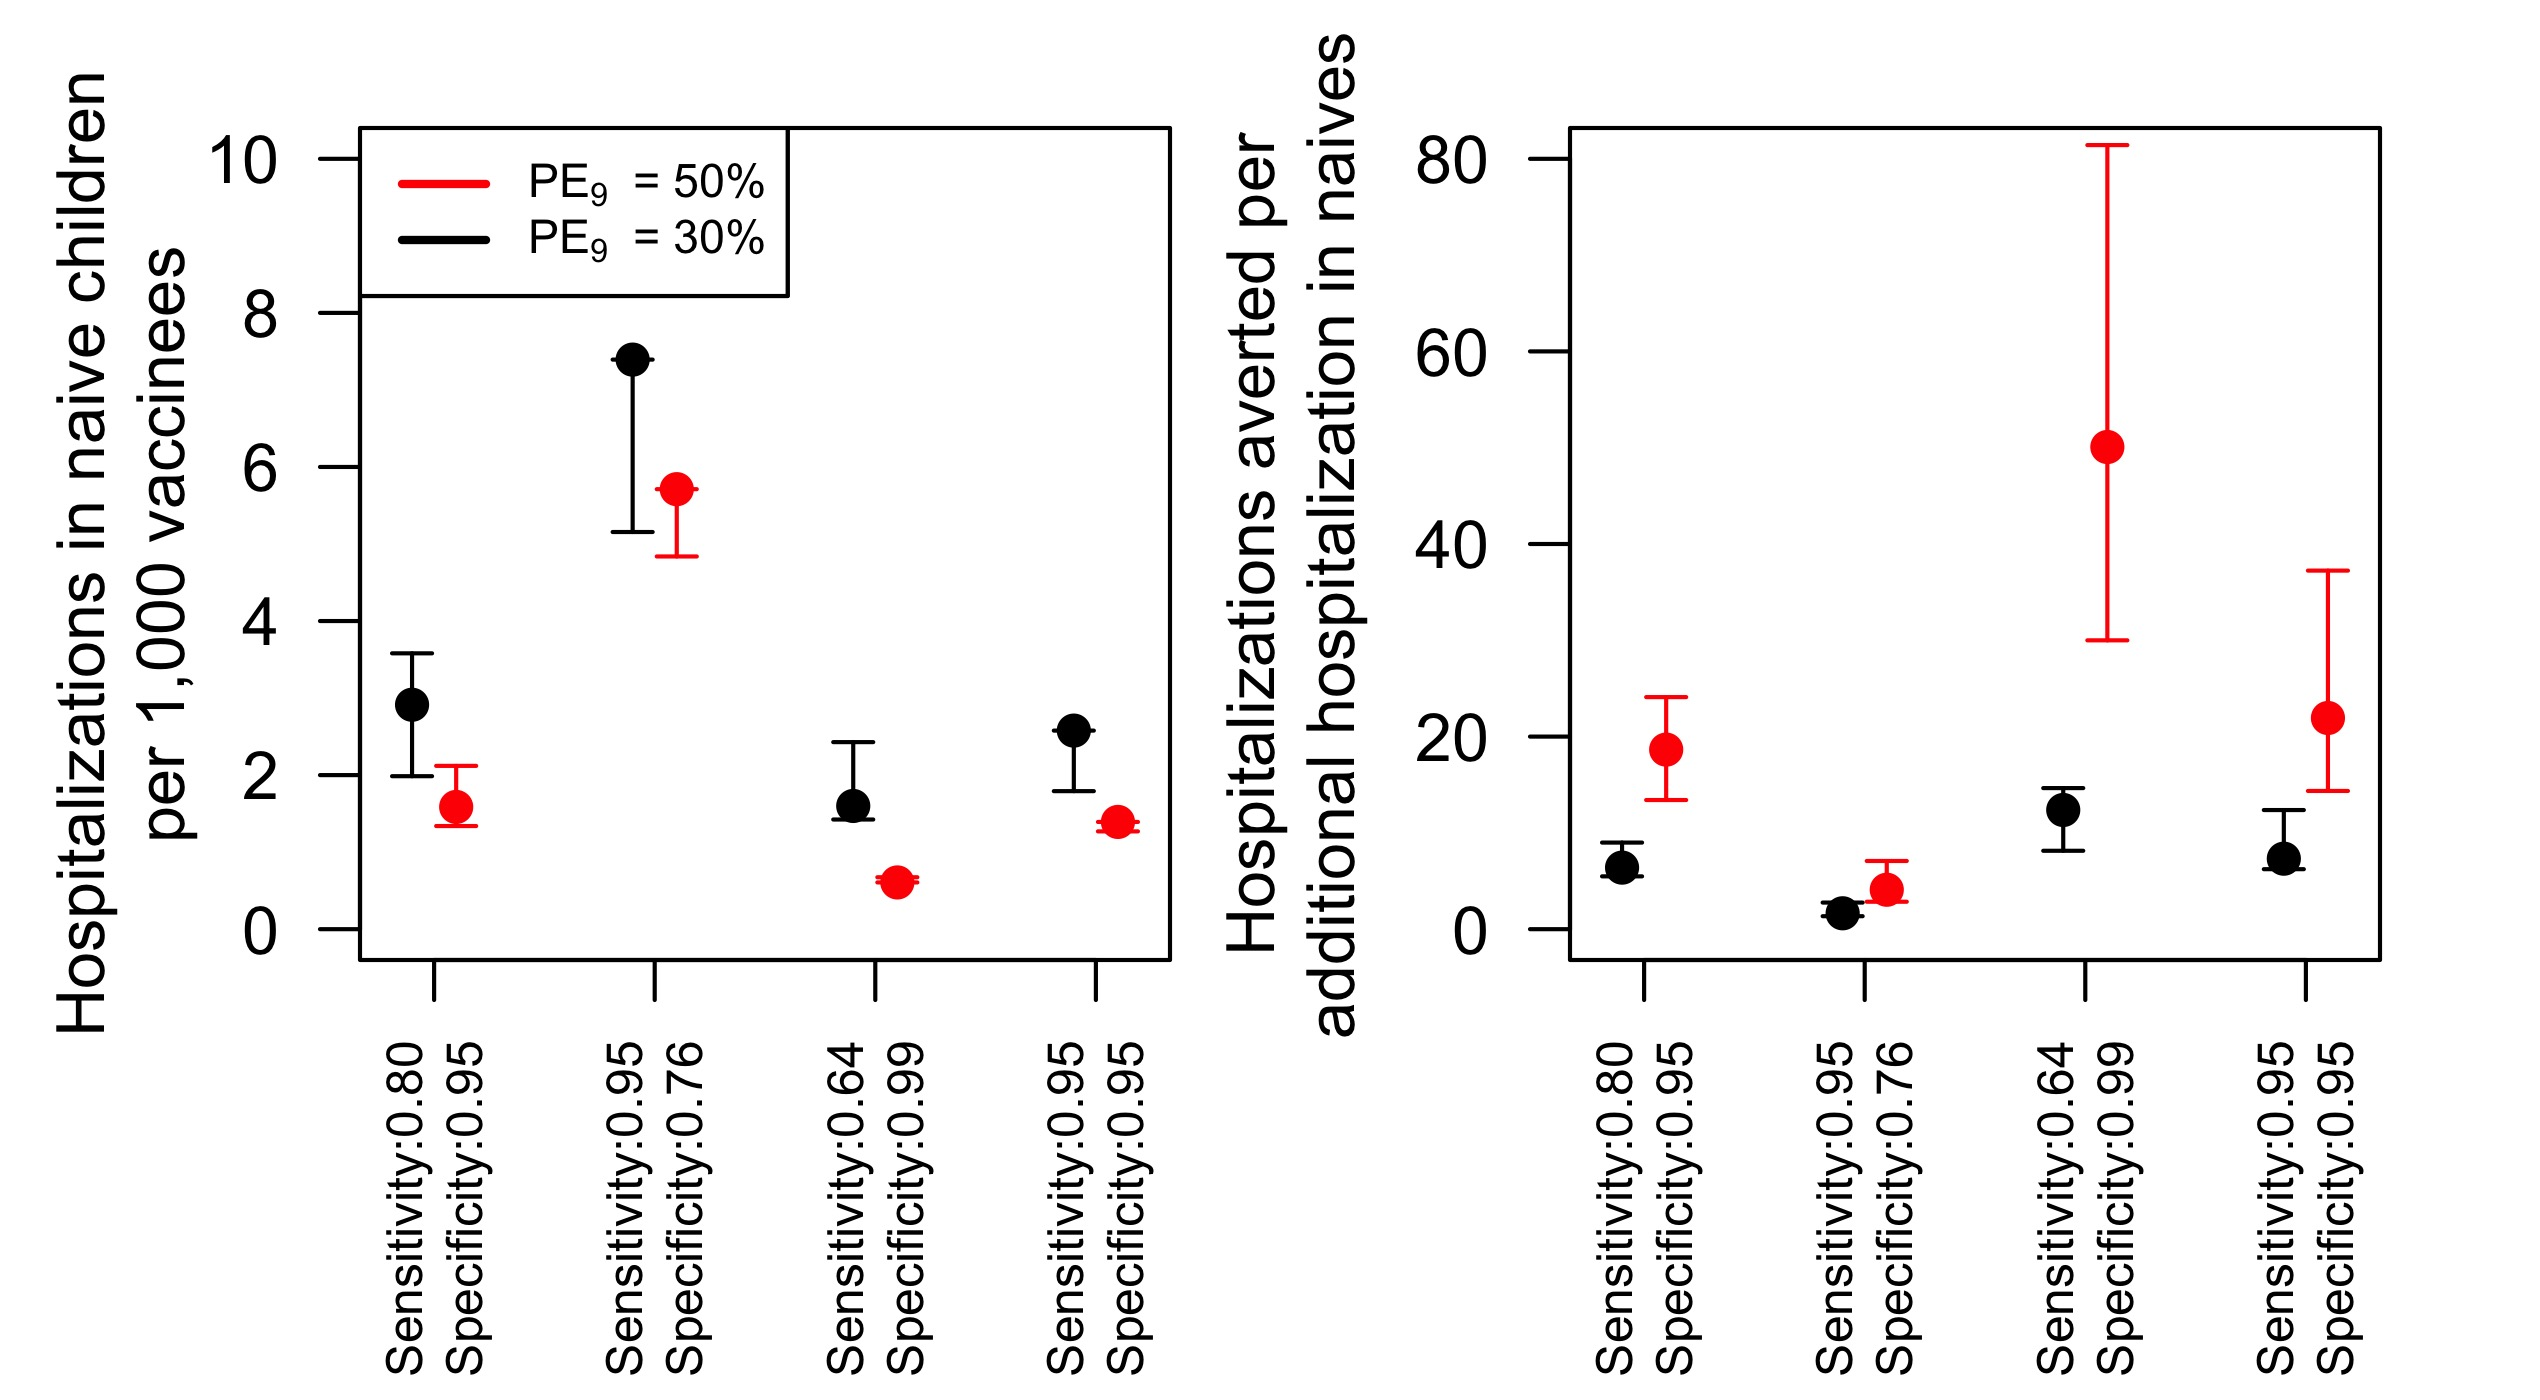 Hospitalizations in naive children
per 1,000 vaccinees
10
8
6
4
2
0
PE9 = 50%
PE9 = 30%
Sensitivity:0.80
Specificity:0.95
Sensitivity:0.95
Specificity:0.76
Sensitivity:0.64
Specificity:0.99
Sensitivity:0.95
Specificity:0.95
Hospitalizations averted per
additional hospitalization in naives
80
60
40
20
0
Sensitivity:0.80
Specificity:0.95
Sensitivity:0.95
Specificity:0.76
Sensitivity:0.64
Specificity:0.99
Sensitivity:0.95
Specificity:0.95